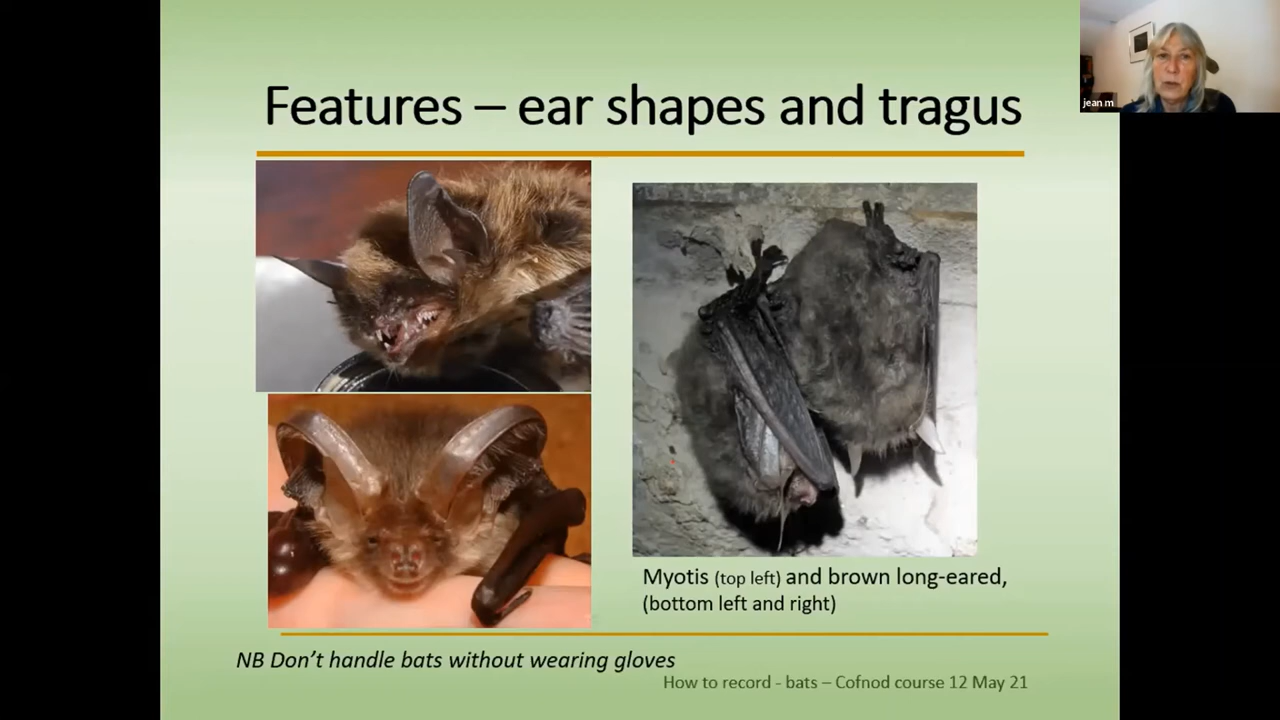 Features – ear shapes and tragus
jean m
Myotis (top left) and brown long-eared,
(bottom left and right)
NB Don't handle bats without wearing gloves
How to record - bats – Cofnod course 12 May 21